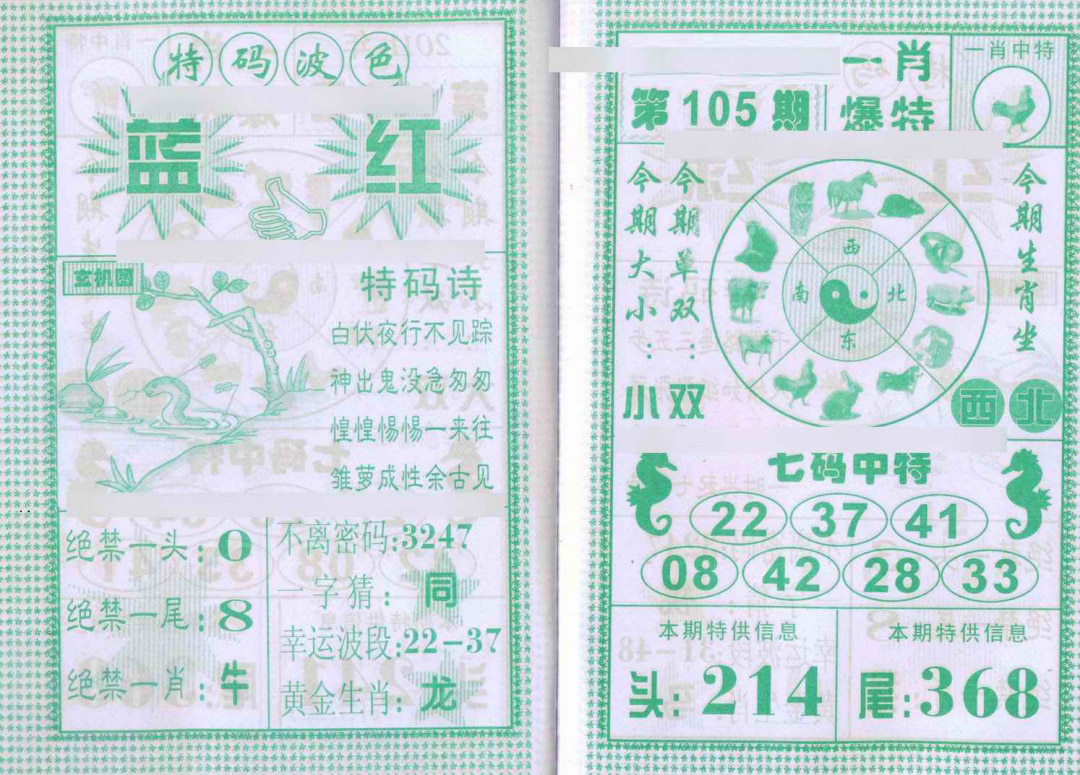 特码波色
蓝 红
玄机图
特码诗
白伏夜行不见踪
神出鬼没急匆匆
惶惶惕惕一来往
雏萝成性余古见
绝禁一头:0
绝禁一尾:8
绝禁一肖:牛
不离密码:3247
一字猜:同
幸运波段:22-37
黄金生肖:龙
第105期
一肖
爆特
一肖中特
今期大小:小
今期单双:双
西
南 北
东
今期生肖坐
西北
七码中特
22 37 41
08 42 28 33
本期特供信息
头:214
本期特供信息
尾:368